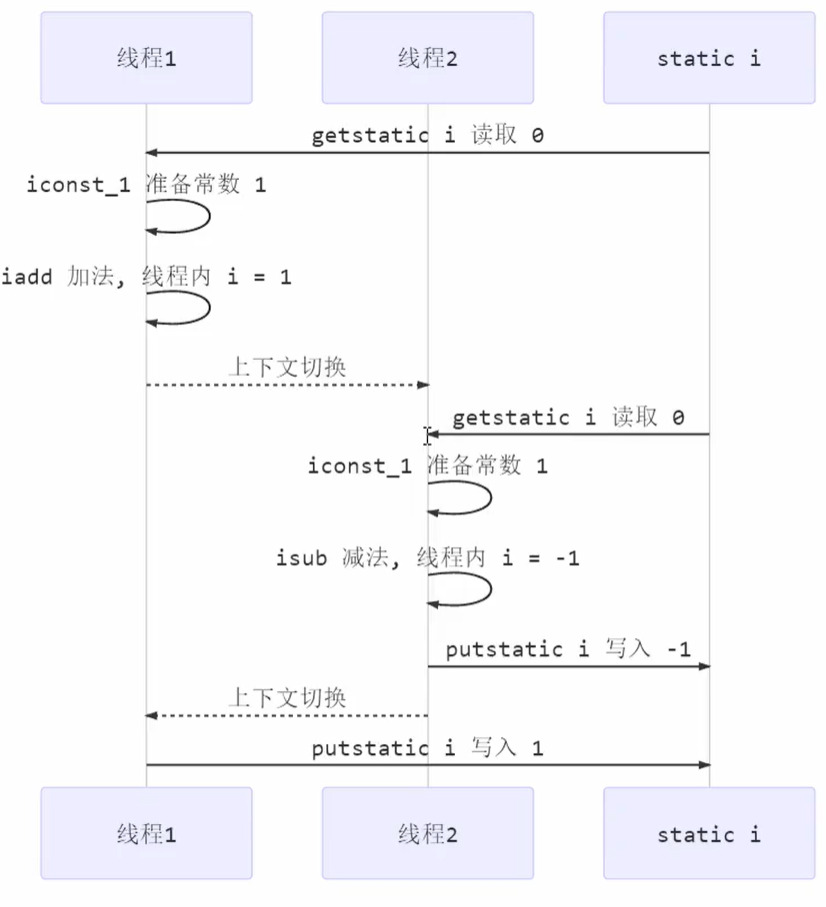 线程1
线程2
static i
getstatic i 读取 0
iconst_1 准备常数 1
iadd 加法, 线程内 i = 1
上下文切换
getstatic i 读取 0
iconst_1 准备常数 1
isub 减法, 线程内 i = -1
putstatic i 写入 -1
上下文切换
putstatic i 写入 1
线程1
线程2
static i